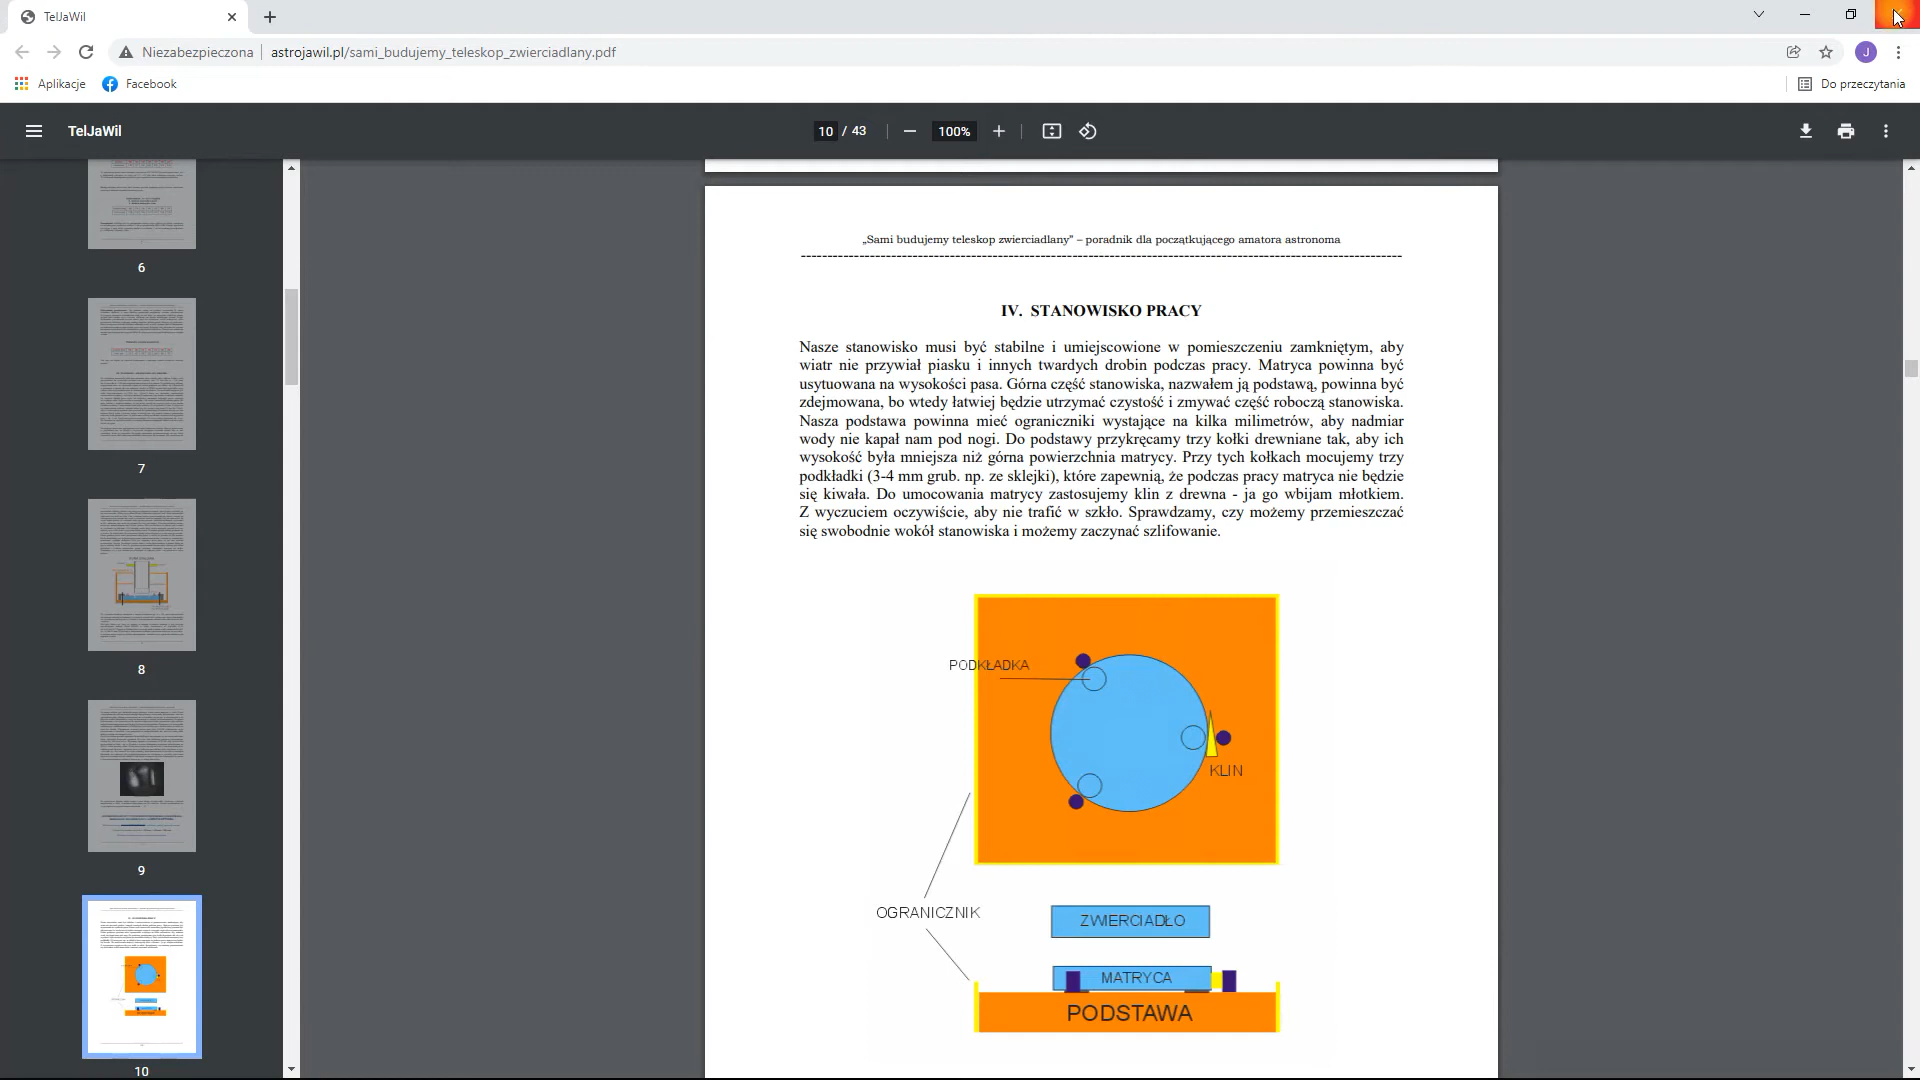 TelJaWil
Niezabezpieczona
astrojawil.pl/sami_budujemy_teleskop_zwierciadlany.pdf
J
Aplikacje
Facebook
Do przeczytania
TelJaWil
10 / 43
100%
6
7
8
9
10
„Sami budujemy teleskop zwierciadlany” – poradnik dla początkującego amatora astronoma
IV. STANOWISKO PRACY
Nasze stanowisko musi być stabilne i umiejscowione w pomieszczeniu zamkniętym, aby
wiatr nie przywiał piasku i innych twardych drobin podczas pracy. Matryca powinna być
usytuowana na wysokości pasa. Górna część stanowiska, nazwałem ją podstawą, powinna być
zdejmowana, bo wtedy łatwiej będzie utrzymać czystość i zmywać część roboczą stanowiska.
Nasza podstawa powinna mieć ograniczniki wystające na kilka milimetrów, aby nadmiar
wody nie kapał nam pod nogi. Do podstawy przykręcamy trzy kołki drewniane tak, aby ich
wysokość była mniejsza niż górna powierzchnia matrycy. Przy tych kołkach mocujemy trzy
podkładki (3-4 mm grub. np. ze sklejki), które zapewnią, że podczas pracy matryca nie będzie
się kiwała. Do umocowania matrycy zastosujemy klin z drewna - ja go wbijam młotkiem.
Z wyczuciem oczywiście, aby nie trafić w szkło. Sprawdzamy, czy możemy przemieszczać
się swobodnie wokół stanowiska i możemy zaczynać szlifowanie.
PODKŁADKA
KLIN
OGRANICZNIK
ZWIERCIADŁO
MATRYCA
PODSTAWA